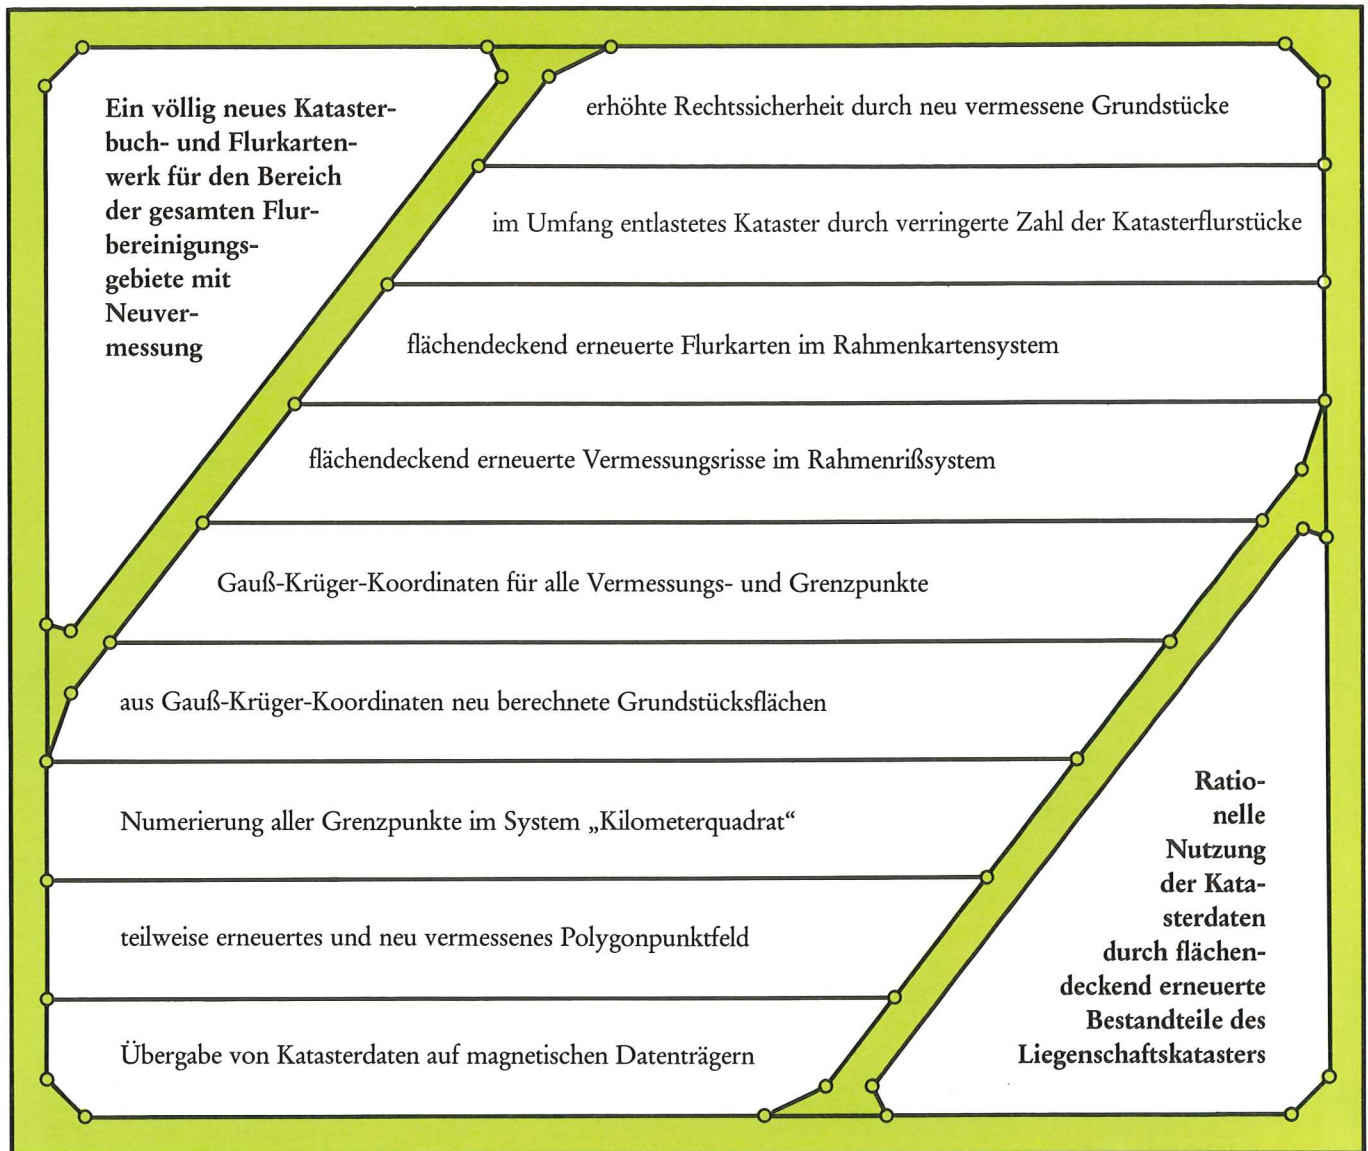 Ein völlig neues Kataster-
buch- und Flurkarten-
werk für den Bereich
der gesamten Flur-
bereinigungs-
gebiete mit
Neuver-
messung
erhöhte Rechtssicherheit durch neu vermessene Grundstücke
im Umfang entlastetes Kataster durch verringerte Zahl der Katasterflurstücke
flächendeckend erneuerte Flurkarten im Rahmenkartensystem
flächendeckend erneuerte Vermessungsrisse im Rahmenrißsystem
Gauß-Krüger-Koordinaten für alle Vermessungs- und Grenzpunkte
aus Gauß-Krüger-Koordinaten neu berechnete Grundstücksflächen
Numerierung aller Grenzpunkte im System „Kilometerquadrat“
teilweise erneuertes und neu vermessenes Polygonpunktfeld
Übergabe von Katasterdaten auf magnetischen Datenträgern
Ratio-
nelle
Nutzung
der Kata-
sterdaten
durch flächen-
deckend erneuerte
Bestandteile des
Liegenschaftskatasters